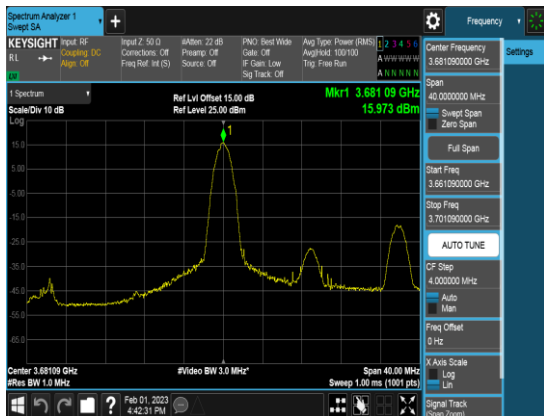 Spectrum Analyzer 1
Swept SA
Frequency
KEYSIGHT
Input: RF
Coupling: DC
Align: Off
Input Z: 50 Ω
Corrections: Off
Freq Ref: Int (S)
#Atten: 22 dB
Preamp: Off
Source: Off
PNO: Best Wide
Gate: Off
IF Gain: Low
Sig Track: Off
Avg Type: Power (RMS)
Avg|Hold: 100/100
Trig: Free Run
1 2 3 4 5 6
A W W W W W
A N N N N N
RL
1 Spectrum
Scale/Div 10 dB
Ref Lvl Offset 15.00 dB
Ref Level 25.00 dBm
Mkr1 3.681 09 GHz
15.973 dBm
Log
1
15.0
5.00
-5.00
-15.0
-25.0
-35.0
-45.0
-55.0
-65.0
Center 3.68109 GHz
#Res BW 1.0 MHz
#Video BW 3.0 MHz*
Span 40.00 MHz
Sweep 1.00 ms (1001 pts)
Feb 01, 2023
4:42:31 PM
Center Frequency
3.681090000 GHz
Settings
Span
40.0000000 MHz
Swept Span
Zero Span
Full Span
Start Freq
3.661090000 GHz
Stop Freq
3.701090000 GHz
AUTO TUNE
CF Step
4.000000 MHz
Auto
Man
Freq Offset
0 Hz
X Axis Scale
Log
Lin
Signal Track
(Span Zoom)